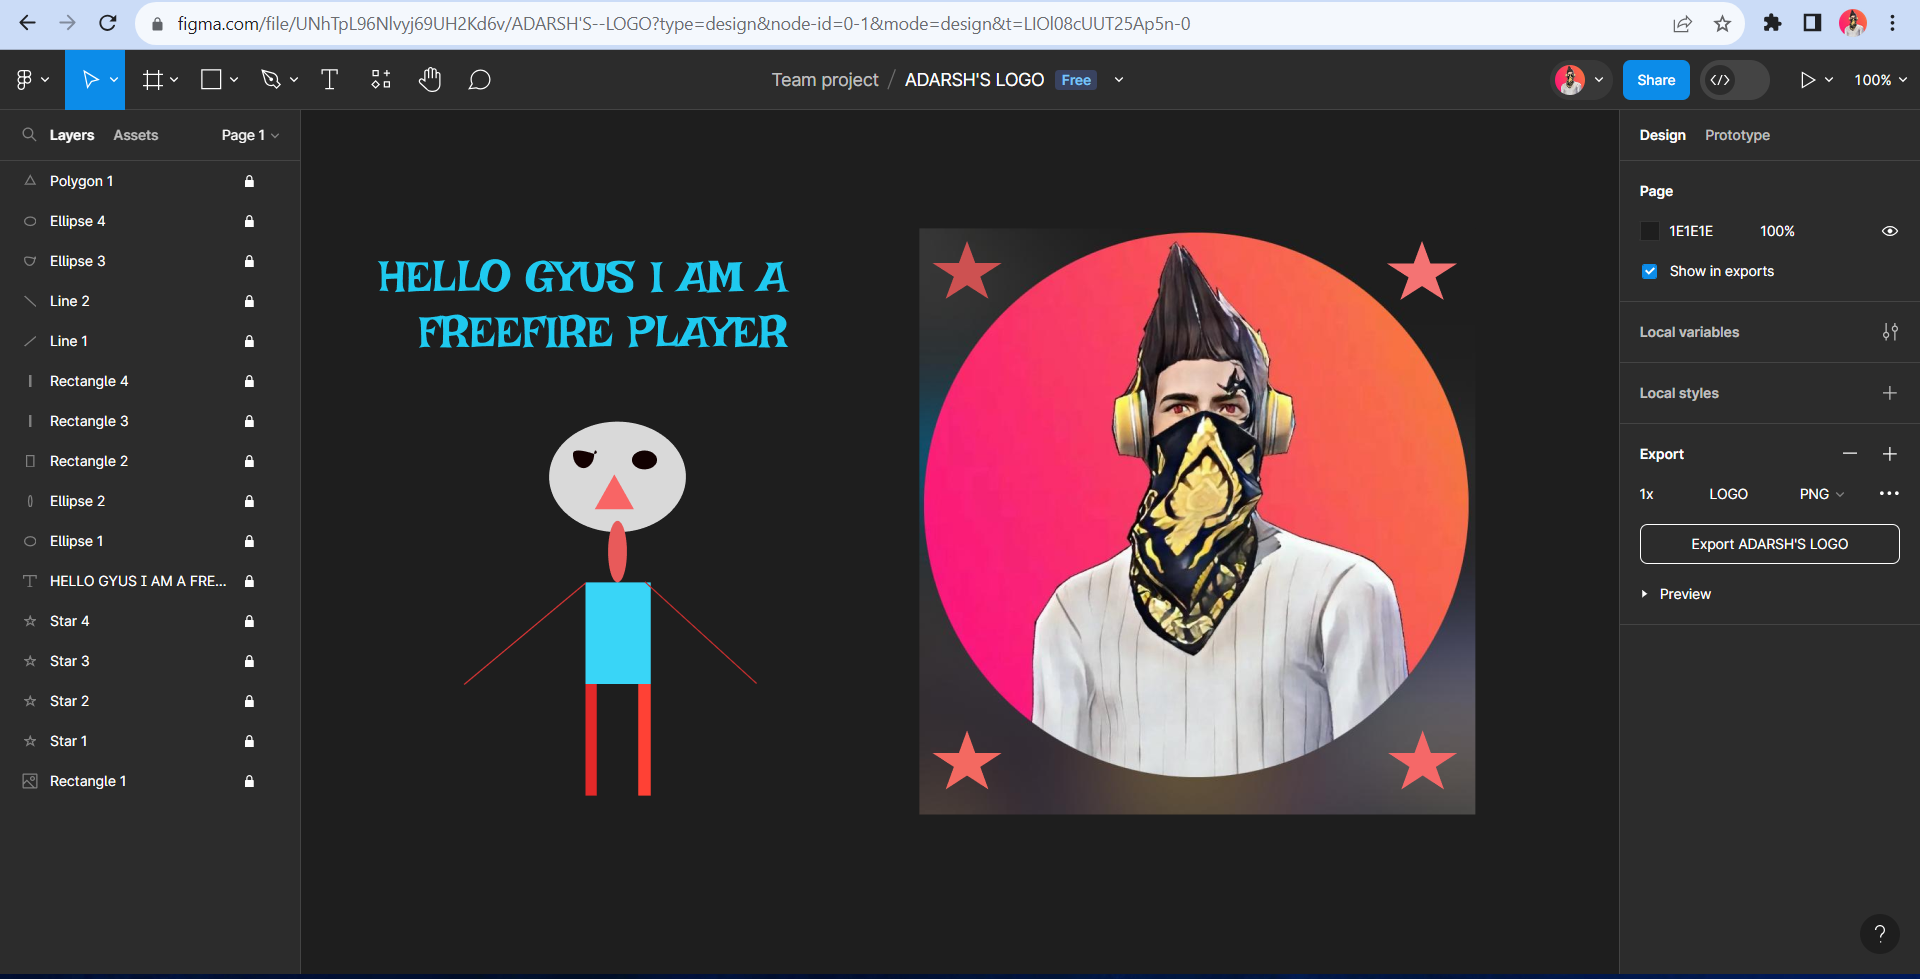 figma.com/file/UNhTpL96Nlvyj69UH2Kd6v/ADARSH'S--LOGO?type=design&node-id=0-1&mode=design&t=LIOl08cUUT25Ap5n-0
Team project / ADARSH'S LOGO Free
Share
100%
Layers Assets Page 1
Polygon 1
Ellipse 4
Ellipse 3
Line 2
Line 1
Rectangle 4
Rectangle 3
Rectangle 2
Ellipse 2
Ellipse 1
HELLO GYUS I AM A FRE...
Star 4
Star 3
Star 2
Star 1
Rectangle 1
HELLO GYUS I AM A
FREEFIRE PLAYER
Design Prototype
Page
1E1E1E 100%
Show in exports
Local variables
Local styles
Export
1x LOGO PNG
Export ADARSH'S LOGO
Preview
?